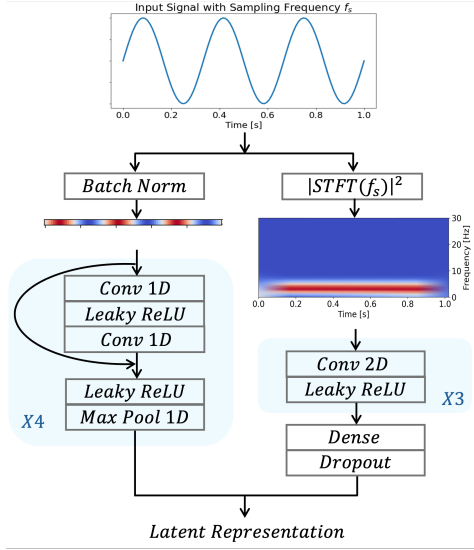 Input Signal with Sampling Frequency fs
0.0 0.2 0.4 0.6 0.8 1.0
Time [s]
Batch Norm
|STFT(fs)|²
30
20
10
0
Frequency [Hz]
0.0 0.2 0.4 0.6 0.8 1.0
Time [s]
Conv 1D
Leaky ReLU
Conv 1D
Leaky ReLU
Max Pool 1D
X4
Conv 2D
Leaky ReLU
X3
Dense
Dropout
Latent Representation